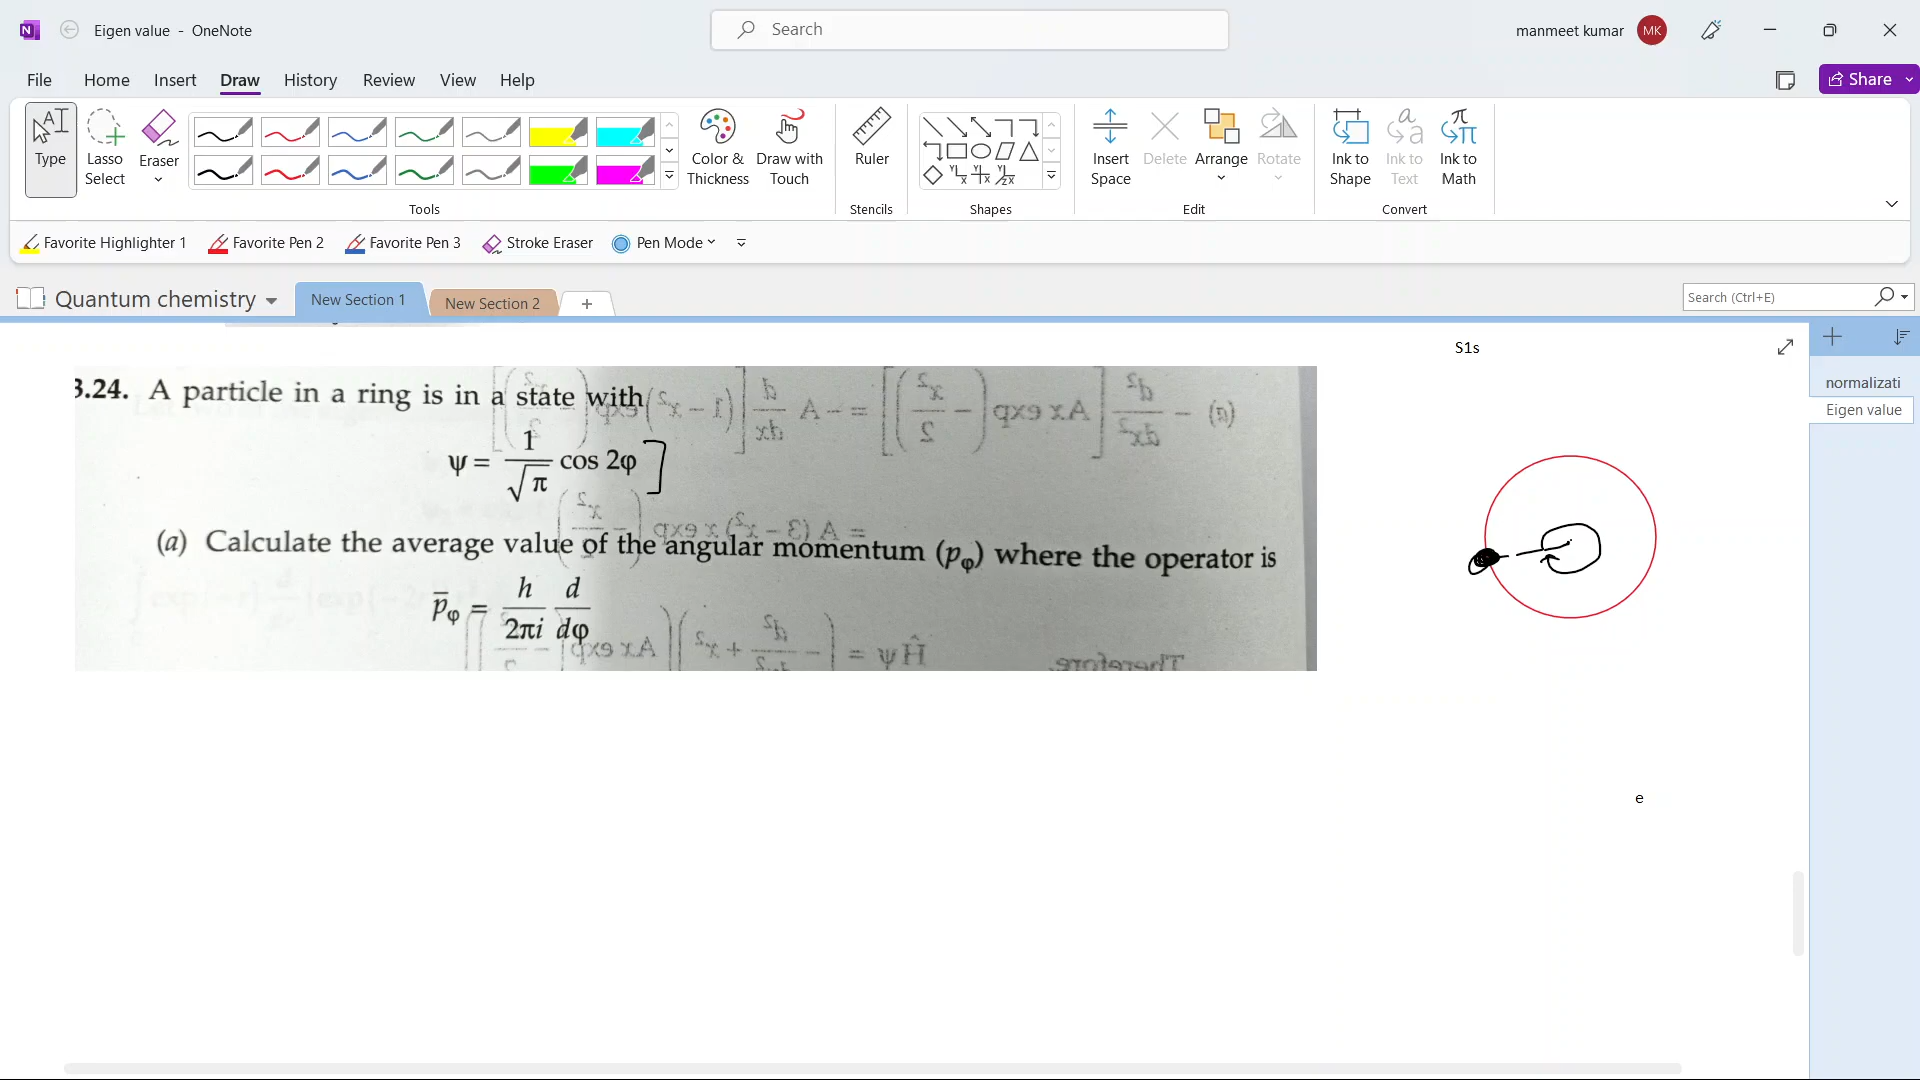 Eigen value - OneNote
Search
manmeet kumar
MK
File Home Insert Draw History Review View Help
Share
Type
Lasso Select
Eraser
Color & Thickness
Draw with Touch
Ruler
Insert Space
Delete
Arrange
Rotate
Ink to Shape
Ink to Text
Ink to Math
Tools
Stencils
Shapes
Edit
Convert
Favorite Highlighter 1 Favorite Pen 2 Favorite Pen 3 Stroke Eraser Pen Mode
Quantum chemistry
New Section 1
New Section 2
Search (Ctrl+E)
S1s
normalizati
Eigen value
3.24. A particle in a ring is in a state with
ψ = 1/√π cos 2φ ]
(a) Calculate the average value of the angular momentum (pφ) where the operator is
p̅φ = h/2πi d/dφ
e